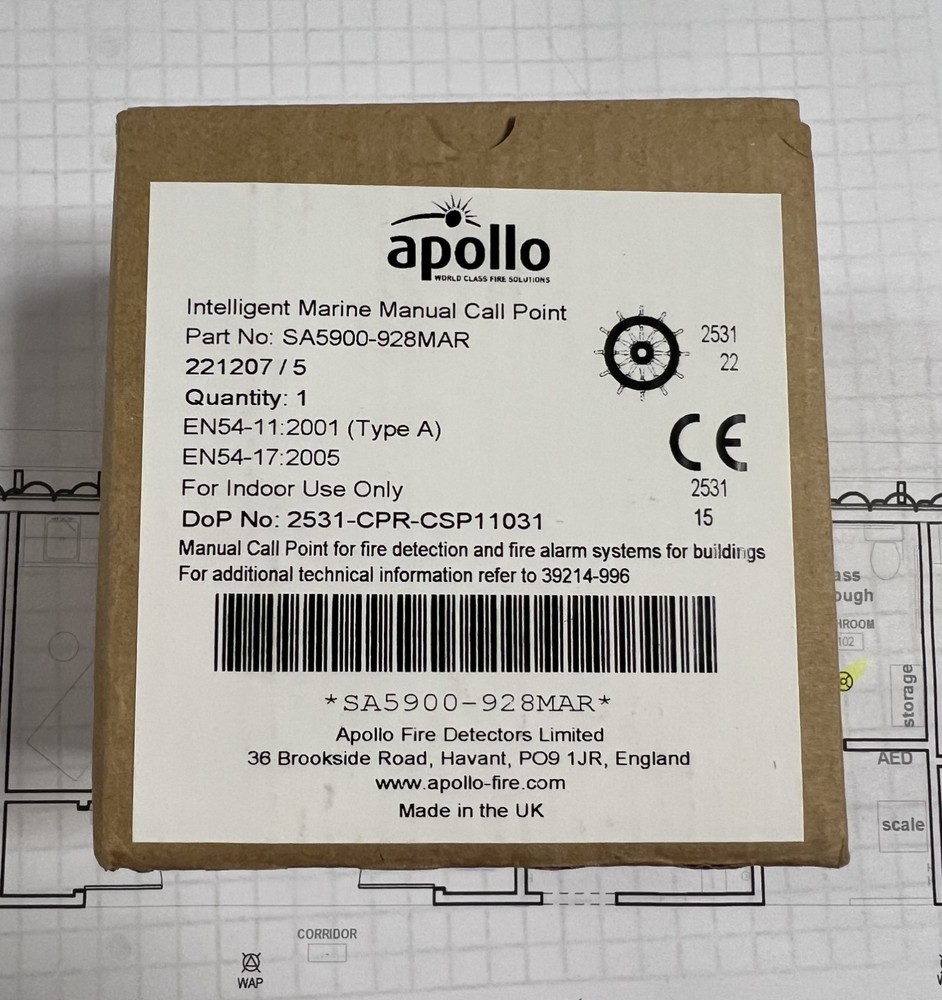 apollo
WORLD CLASS FIRE SOLUTIONS
Intelligent Marine Manual Call Point
Part No: SA5900-928MAR
221207 / 5
Quantity: 1
EN54-11:2001 (Type A)
EN54-17:2005
For Indoor Use Only
DoP No: 2531-CPR-CSP11031
2531
22
CE
2531
15
Manual Call Point for fire detection and fire alarm systems for buildings
For additional technical information refer to 39214-996
*SA5900-928MAR*
Apollo Fire Detectors Limited
36 Brookside Road, Havant, PO9 1JR, England
www.apollo-fire.com
Made in the UK
storage
AED
scale
CORRIDOR
WAP